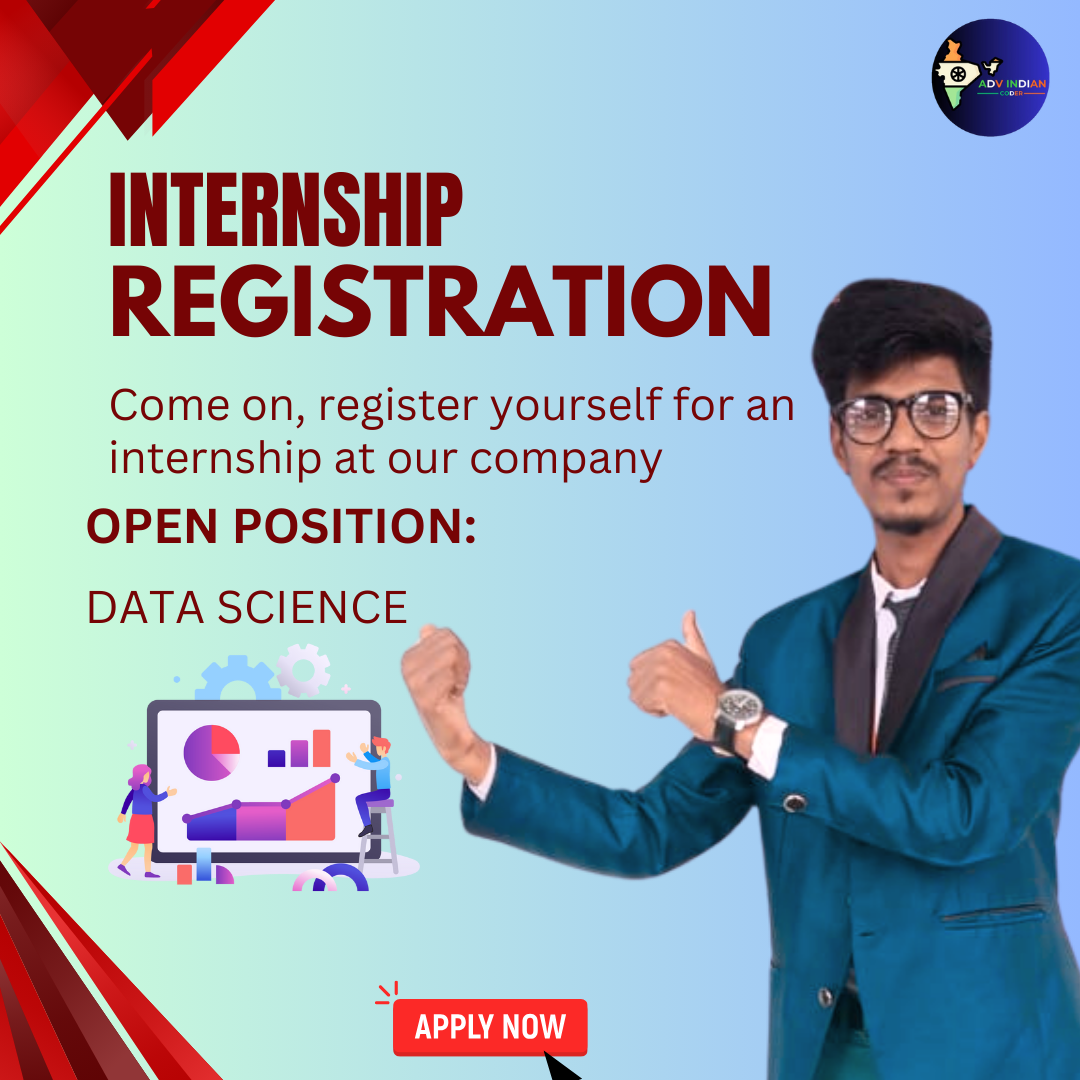 ADV INDIAN
CODER
INTERNSHIP
REGISTRATION
Come on, register yourself for an
internship at our company
OPEN POSITION:
DATA SCIENCE
APPLY NOW